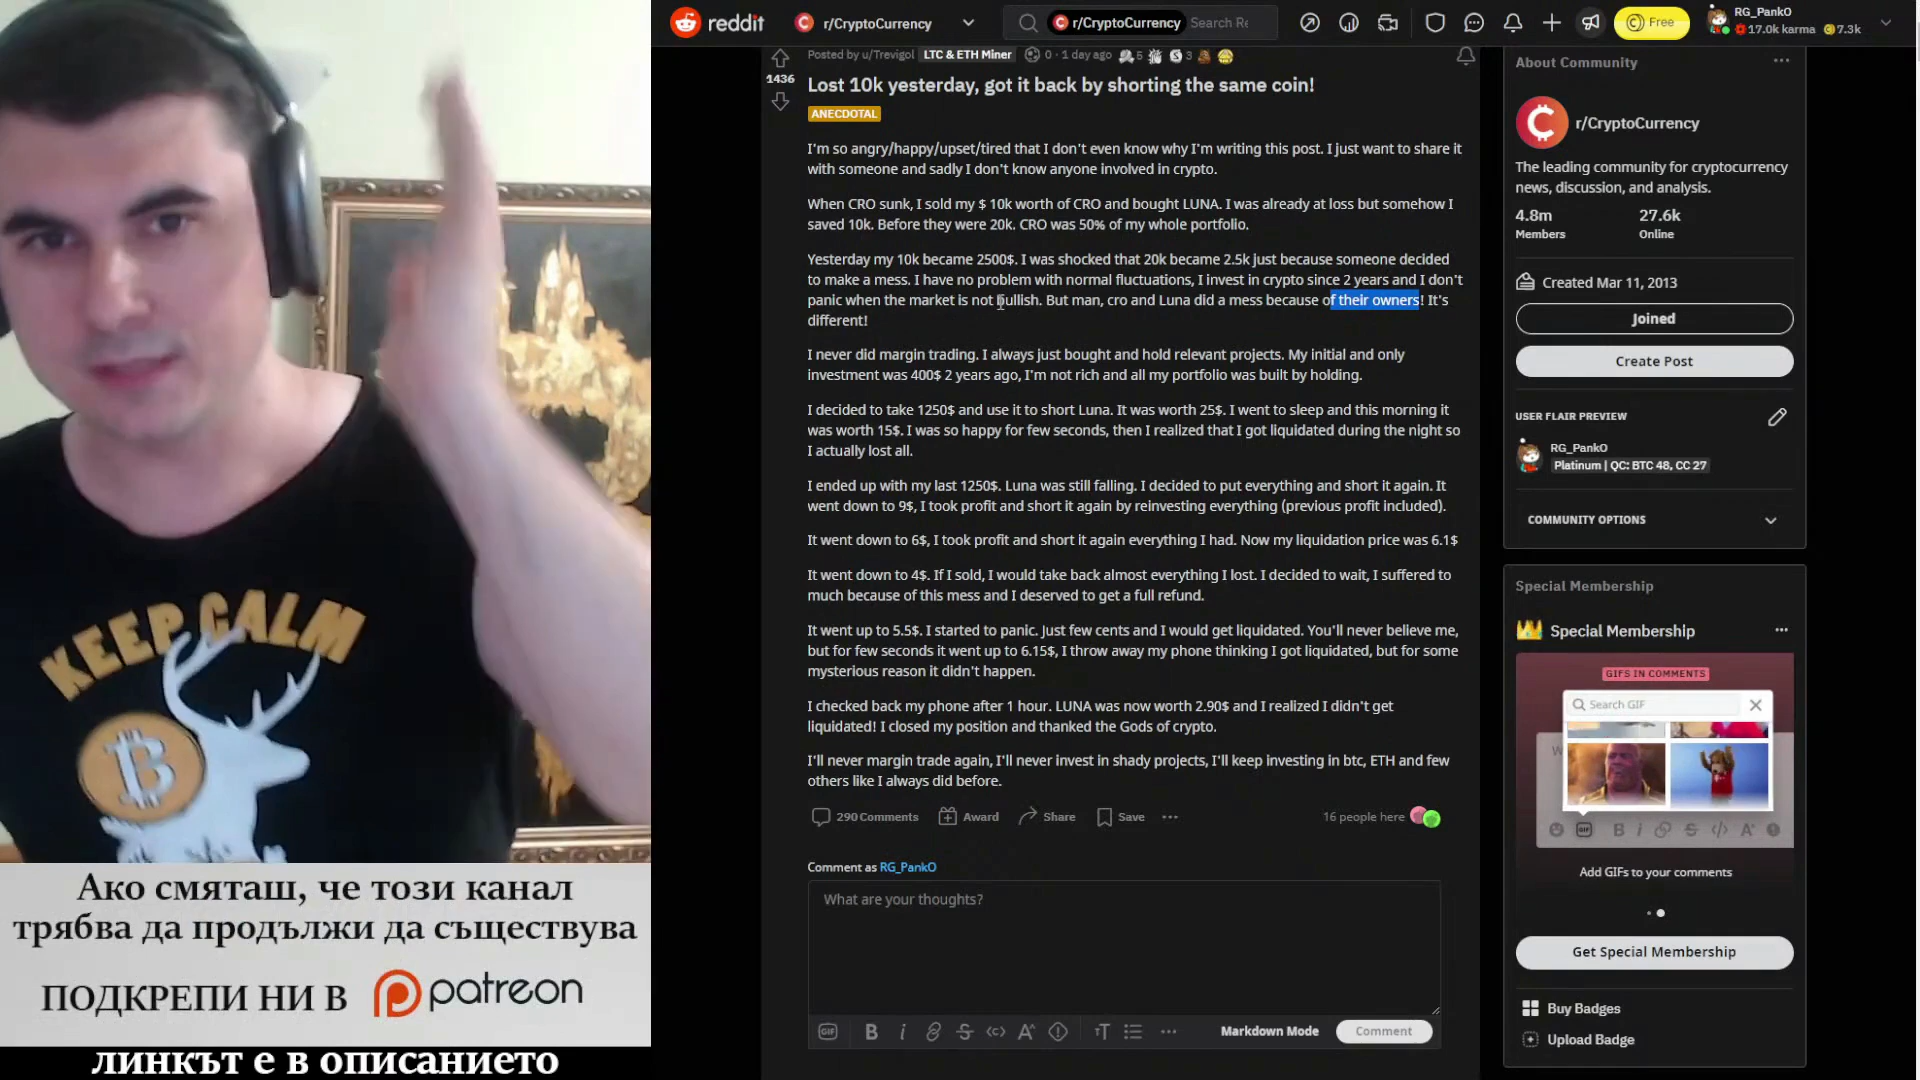 KEEP CALM
Ако смяташ, че този канал
трябва да продължи да съществува
ПОДКРЕПИ НИ В patreon
линкът е в описанието
reddit
r/CryptoCurrency
r/CryptoCurrency Search Re
Free
RG_PankO
17.0k karma 7.3k
Posted by u/Trevigol LTC & ETH Miner 0 · 1 day ago 5 3
1436
Lost 10k yesterday, got it back by shorting the same coin!
ANECDOTAL
I'm so angry/happy/upset/tired that I don't even know why I'm writing this post. I just want to share it
with someone and sadly I don't know anyone involved in crypto.
When CRO sunk, I sold my $ 10k worth of CRO and bought LUNA. I was already at loss but somehow I
saved 10k. Before they were 20k. CRO was 50% of my whole portfolio.
Yesterday my 10k became 2500$. I was shocked that 20k became 2.5k just because someone decided
to make a mess. I have no problem with normal fluctuations, I invest in crypto since 2 years and I don't
panic when the market is not bullish. But man, cro and Luna did a mess because of their owners! It's
different!
I never did margin trading. I always just bought and hold relevant projects. My initial and only
investment was 400$ 2 years ago, I'm not rich and all my portfolio was built by holding.
I decided to take 1250$ and use it to short Luna. It was worth 25$. I went to sleep and this morning it
was worth 15$. I was so happy for few seconds, then I realized that I got liquidated during the night so
I actually lost all.
I ended up with my last 1250$. Luna was still falling. I decided to put everything and short it again. It
went down to 9$, I took profit and short it again by reinvesting everything (previous profit included).
It went down to 6$, I took profit and short it again everything I had. Now my liquidation price was 6.1$
It went down to 4$. If I sold, I would take back almost everything I lost. I decided to wait, I suffered to
much because of this mess and I deserved to get a full refund.
It went up to 5.5$. I started to panic. Just few cents and I would get liquidated. You'll never believe me,
but for few seconds it went up to 6.15$, I throw away my phone thinking I got liquidated, but for some
mysterious reason it didn't happen.
I checked back my phone after 1 hour. LUNA was now worth 2.90$ and I realized I didn't get
liquidated! I closed my position and thanked the Gods of crypto.
I'll never margin trade again, I'll never invest in shady projects, I'll keep investing in btc, ETH and few
others like I always did before.
290 Comments Award Share Save 16 people here
Comment as RG_PankO
What are your thoughts?
Markdown Mode Comment
About Community
r/CryptoCurrency
The leading community for cryptocurrency
news, discussion, and analysis.
4.8m 27.6k
Members Online
Created Mar 11, 2013
Joined
Create Post
USER FLAIR PREVIEW
RG_PankO
Platinum | QC: BTC 48, CC 27
COMMUNITY OPTIONS
Special Membership
Special Membership
GIFS IN COMMENTS
Search GIF
Add GIFs to your comments
Get Special Membership
Buy Badges
Upload Badge